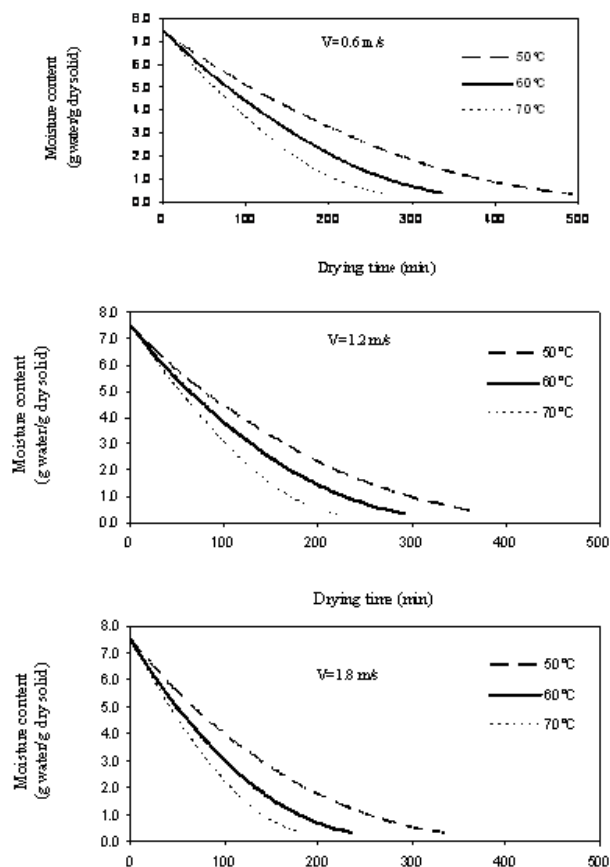 8.0
7.0
6.0
5.0
4.0
3.0
2.0
1.0
0.0
Moisture content
(g water/g dry solid)
V=0.6 m/s
50°C
60°C
70°C
0 100 200 300 400 500
Drying time (min)
8.0
7.0
6.0
5.0
4.0
3.0
2.0
1.0
0.0
Moisture content
(g water/g dry solid)
V=1.2 m/s
50°C
60°C
70°C
0 100 200 300 400 500
Drying time (min)
8.0
7.0
6.0
5.0
4.0
3.0
2.0
1.0
0.0
Moisture content
(g water/g dry solid)
V=1.8 m/s
50°C
60°C
70°C
0 100 200 300 400 500